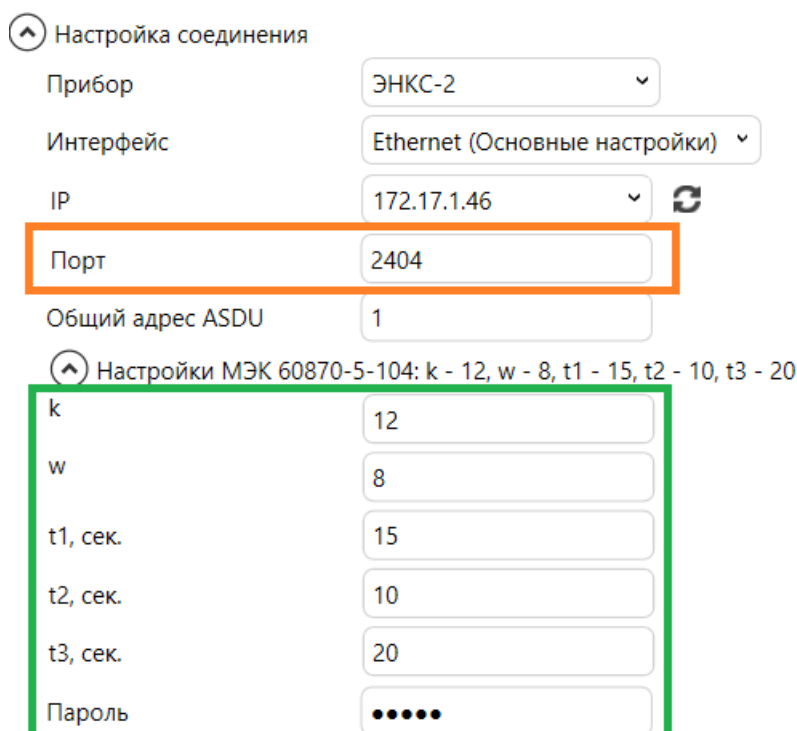 Настройка соединения
Прибор ЭНКС-2
Интерфейс Ethernet (Основные настройки)
IP 172.17.1.46
Порт 2404
Общий адрес ASDU 1
Настройки МЭК 60870-5-104: k - 12, w - 8, t1 - 15, t2 - 10, t3 - 20
k 12
w 8
t1, сек. 15
t2, сек. 10
t3, сек. 20
Пароль •••••